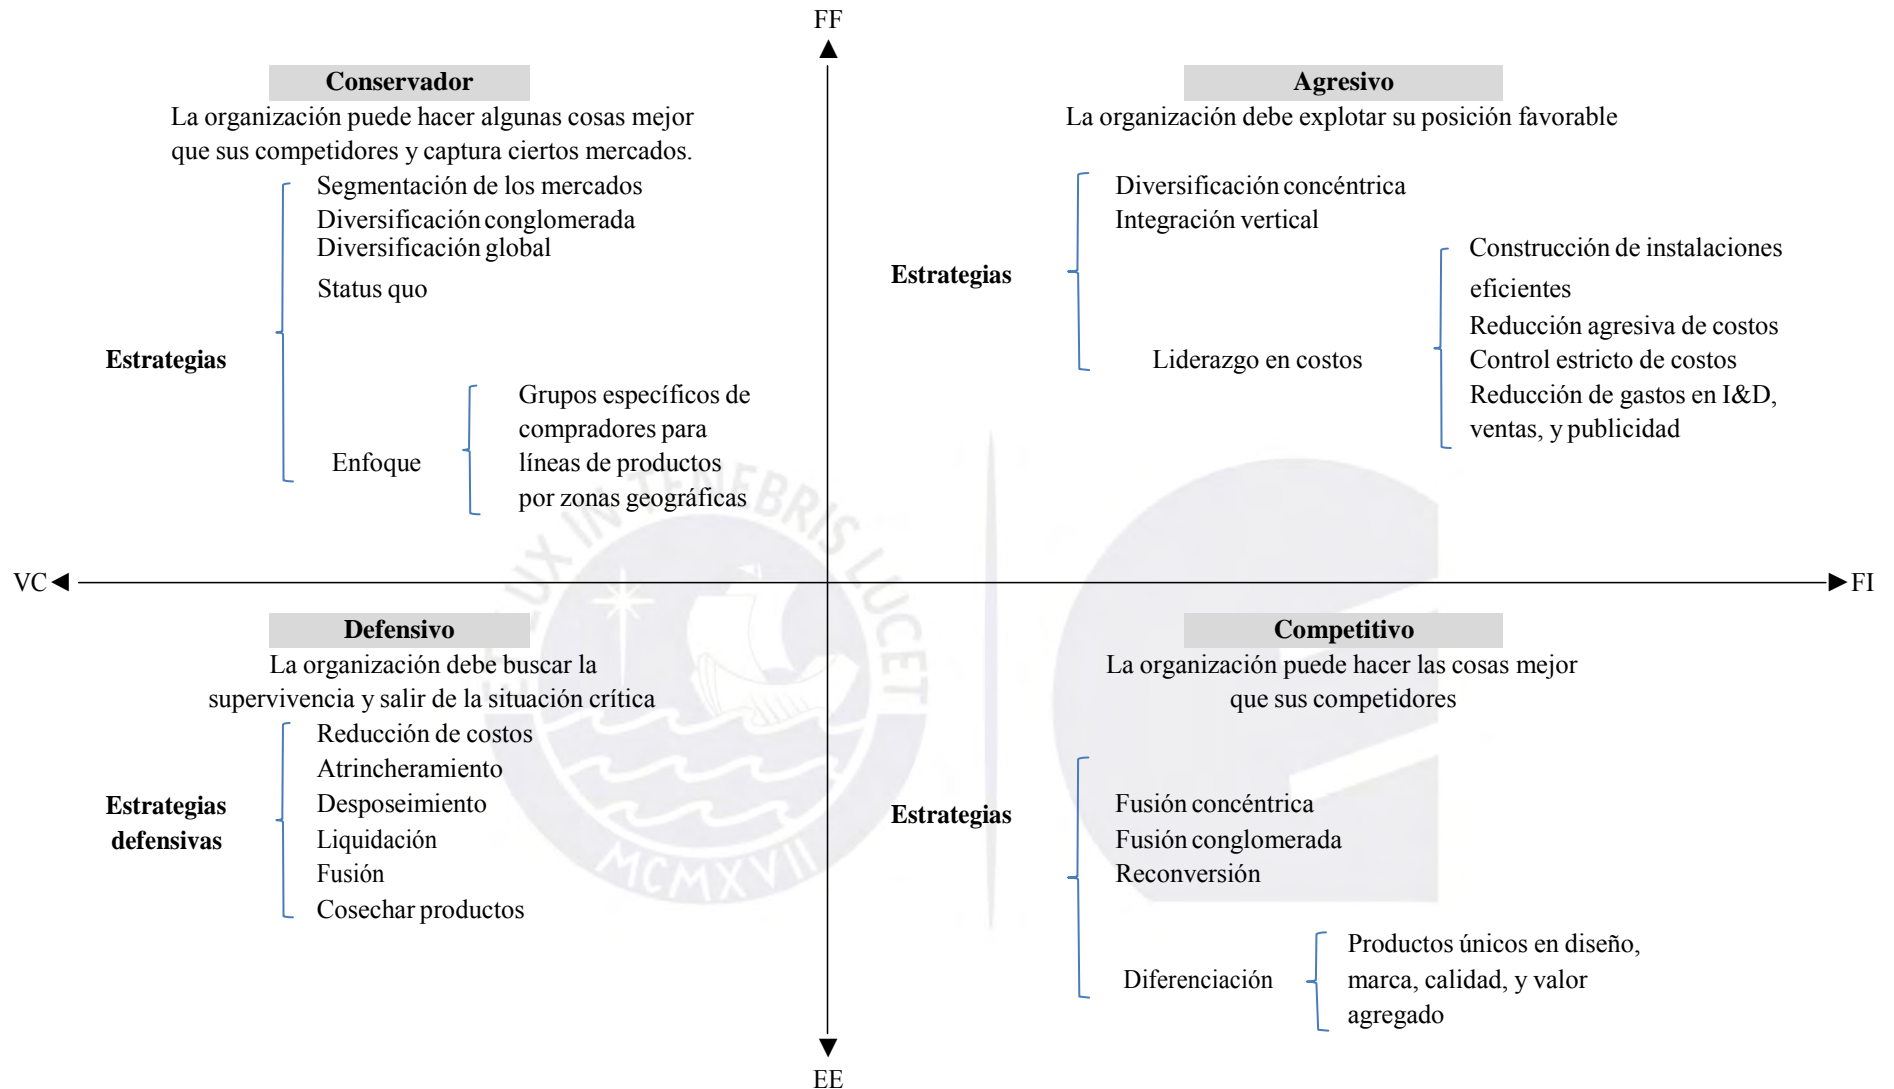 FF
Conservador
La organización puede hacer algunas cosas mejor
que sus competidores y captura ciertos mercados.
Segmentación de los mercados
Diversificación conglomerada
Diversificación global
Status quo
Estrategias
Enfoque
Grupos específicos de
compradores para
líneas de productos
por zonas geográficas
Agresivo
La organización debe explotar su posición favorable
Diversificación concéntrica
Integración vertical
Estrategias
Liderazgo en costos
Construcción de instalaciones
eficientes
Reducción agresiva de costos
Control estricto de costos
Reducción de gastos en I&D,
ventas, y publicidad
VC
FI
Defensivo
La organización debe buscar la
supervivencia y salir de la situación crítica
Reducción de costos
Atrincheramiento
Desposeimiento
Liquidación
Fusión
Cosechar productos
Estrategias
defensivas
Competitivo
La organización puede hacer las cosas mejor
que sus competidores
Estrategias
Fusión concéntrica
Fusión conglomerada
Reconversión
Diferenciación
Productos únicos en diseño,
marca, calidad, y valor
agregado
EE
ET LUX IN TENEBRIS LUCET
MCMXVII